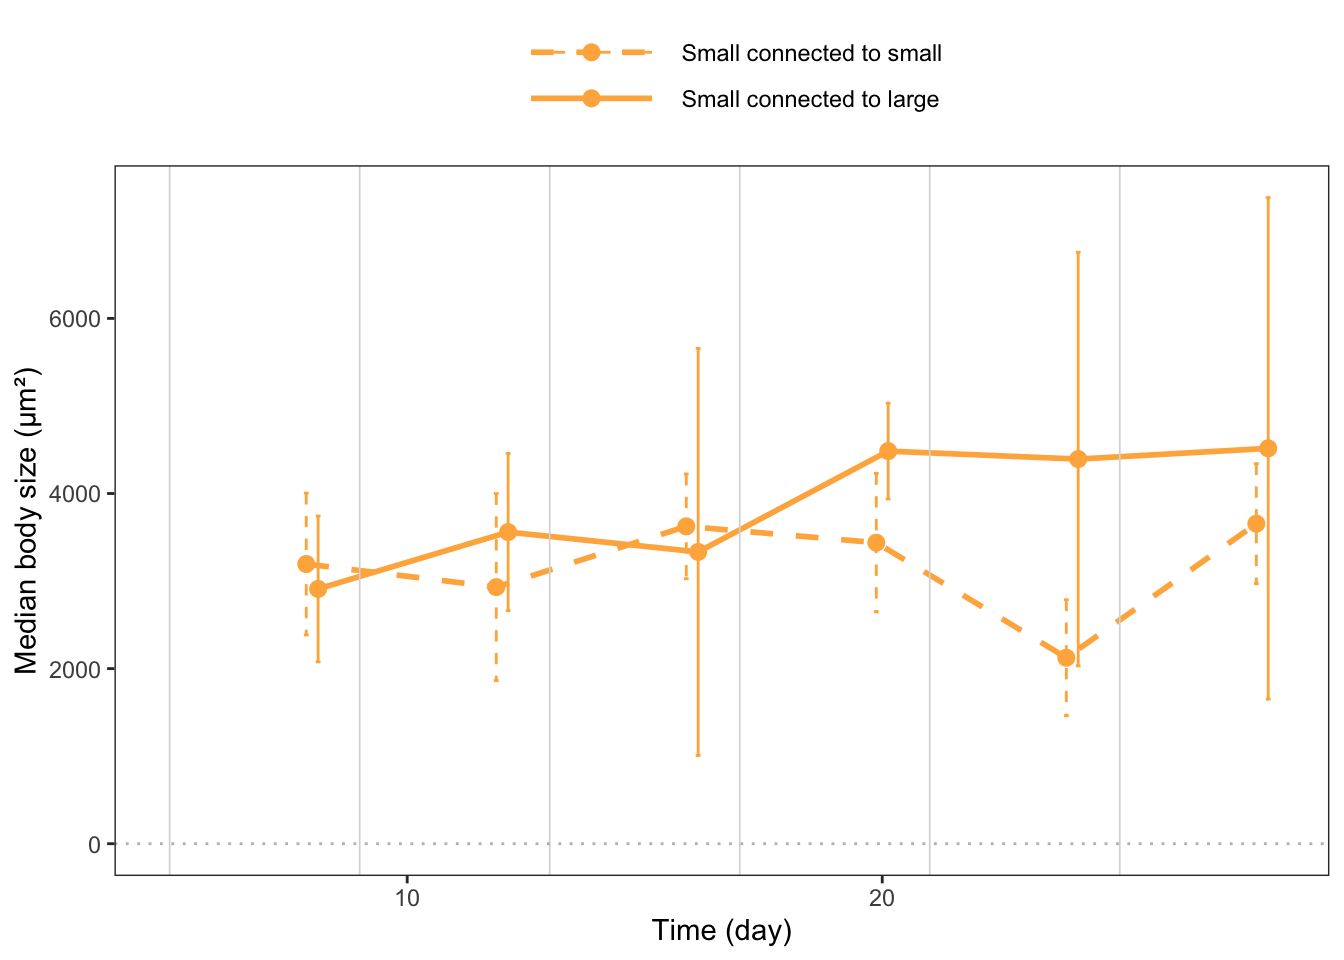 Small connected to small
Small connected to large
Median body size (µm²)
6000
4000
2000
0
10
20
Time (day)